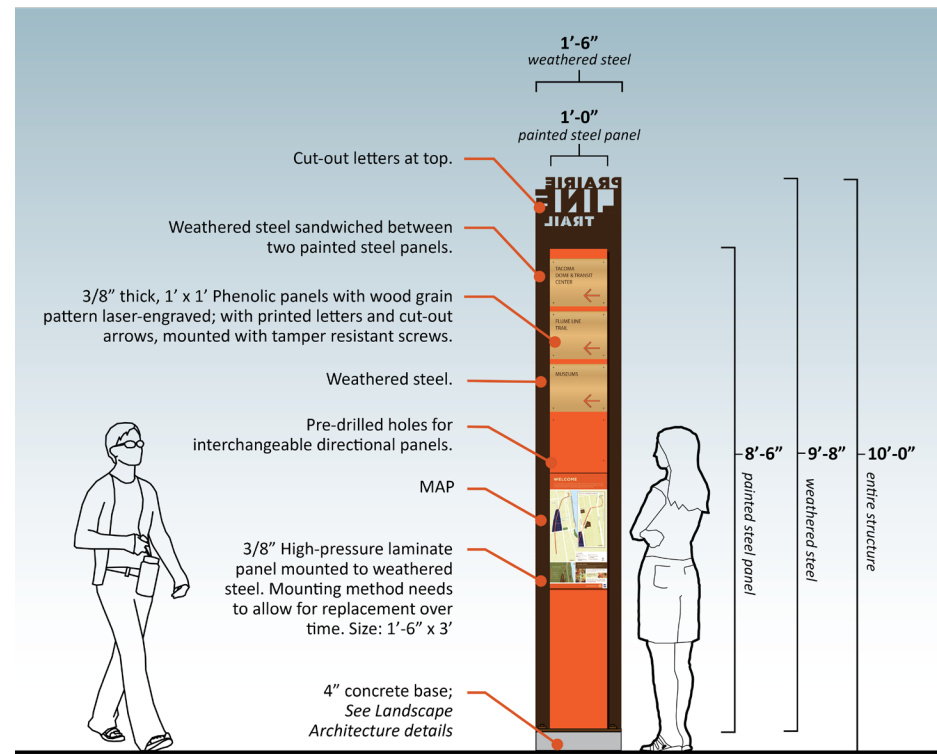 1’-6”
weathered steel
1’-0”
painted steel panel
Cut-out letters at top.
PRAIRIE
LINE
TRAIL
Weathered steel sandwiched between
two painted steel panels.
TACOMA
DOME & TRANSIT
CENTER
3/8” thick, 1’ x 1’ Phenolic panels with wood grain
pattern laser-engraved; with printed letters and cut-out
arrows, mounted with tamper resistant screws.
FLUME LINE
TRAIL
Weathered steel.
MUSEUMS
Pre-drilled holes for
interchangeable directional panels.
8’-6”
painted steel panel
9’-8”
weathered steel
10’-0”
entire structure
WELCOME
MAP
3/8” High-pressure laminate
panel mounted to weathered
steel. Mounting method needs
to allow for replacement over
time. Size: 1’-6” x 3’
4” concrete base;
See Landscape
Architecture details